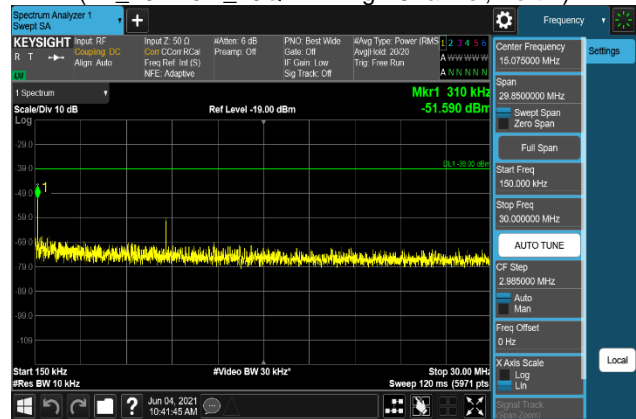 Spectrum Analyzer 1
Swept SA
Frequency
KEYSIGHT
R T
LW
Input: RF
Coupling: DC
Align: Auto
Input Z: 50 Ω
Corr CCorr RCal
Freq Ref: Int (S)
NFE: Adaptive
#Atten: 6 dB
Preamp: Off
PNO: Best Wide
Gate: Off
IF Gain: Low
Sig Track: Off
#Avg Type: Power (RMS
Avg|Hold: 20/20
Trig: Free Run
1 2 3 4 5 6
A WW WW W
A N N N N N
1 Spectrum
Scale/Div 10 dB
Ref Level -19.00 dBm
Mkr1 310 kHz
-51.590 dBm
Log
-29.0
-39.0
-49.0
-59.0
-69.0
-79.0
-89.0
-99.0
-109
DL1 -39.00 dBm
1
Start 150 kHz
#Res BW 10 kHz
#Video BW 30 kHz*
Stop 30.00 MHz
Sweep 120 ms (5971 pts
Center Frequency
15.075000 MHz
Settings
Span
29.8500000 MHz
Swept Span
Zero Span
Full Span
Start Freq
150.000 kHz
Stop Freq
30.000000 MHz
AUTO TUNE
CF Step
2.985000 MHz
Auto
Man
Freq Offset
0 Hz
X Axis Scale
Log
Lin
Signal Track
(Span Zoom)
Local
?
Jun 04, 2021
10:41:45 AM